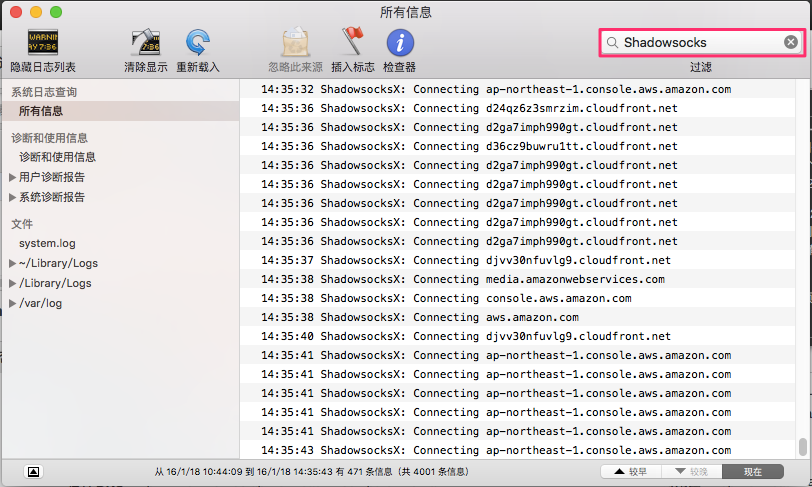 所有信息
隐藏日志列表
清除显示
重新载入
忽略此来源
插入标志
检查器
Shadowsocks
过滤
系统日志查询
所有信息
诊断和使用信息
诊断和使用信息
用户诊断报告
系统诊断报告
文件
system.log
~/Library/Logs
/Library/Logs
/var/log
14:35:32 ShadowsocksX: Connecting ap-northeast-1.console.aws.amazon.com
14:35:36 ShadowsocksX: Connecting d24qz6z3smrzim.cloudfront.net
14:35:36 ShadowsocksX: Connecting d2ga7imph990gt.cloudfront.net
14:35:36 ShadowsocksX: Connecting d36cz9buwru1tt.cloudfront.net
14:35:36 ShadowsocksX: Connecting d2ga7imph990gt.cloudfront.net
14:35:36 ShadowsocksX: Connecting d2ga7imph990gt.cloudfront.net
14:35:36 ShadowsocksX: Connecting d2ga7imph990gt.cloudfront.net
14:35:36 ShadowsocksX: Connecting d2ga7imph990gt.cloudfront.net
14:35:36 ShadowsocksX: Connecting d2ga7imph990gt.cloudfront.net
14:35:37 ShadowsocksX: Connecting djvv30nfuvlg9.cloudfront.net
14:35:38 ShadowsocksX: Connecting media.amazonwebservices.com
14:35:38 ShadowsocksX: Connecting console.aws.amazon.com
14:35:38 ShadowsocksX: Connecting aws.amazon.com
14:35:40 ShadowsocksX: Connecting djvv30nfuvlg9.cloudfront.net
14:35:41 ShadowsocksX: Connecting ap-northeast-1.console.aws.amazon.com
14:35:41 ShadowsocksX: Connecting ap-northeast-1.console.aws.amazon.com
14:35:41 ShadowsocksX: Connecting ap-northeast-1.console.aws.amazon.com
14:35:41 ShadowsocksX: Connecting ap-northeast-1.console.aws.amazon.com
14:35:41 ShadowsocksX: Connecting ap-northeast-1.console.aws.amazon.com
14:35:43 ShadowsocksX: Connecting ap-northeast-1.console.aws.amazon.com
从 16/1/18 10:44:09 到 16/1/18 14:35:43 有 471 条信息（共 4001 条信息）
较早
较晚
现在